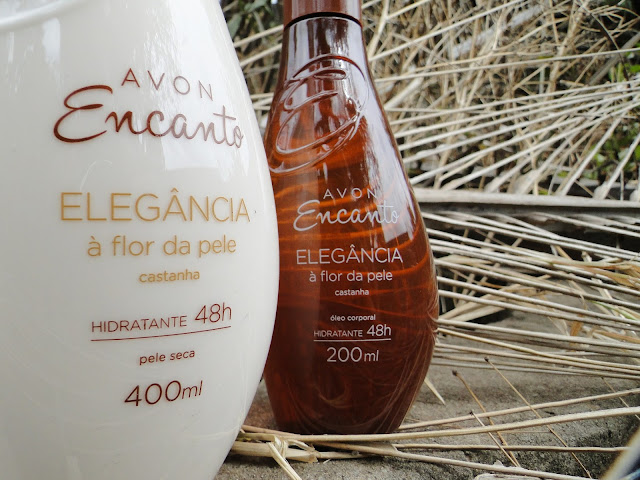 AVON
Encanto
ELEGÂNCIA
à flor da pele
castanha
HIDRATANTE 48h
pele seca
400ml
AVON
Encanto
ELEGÂNCIA
à flor da pele
castanha
óleo corporal
HIDRATANTE 48h
200ml